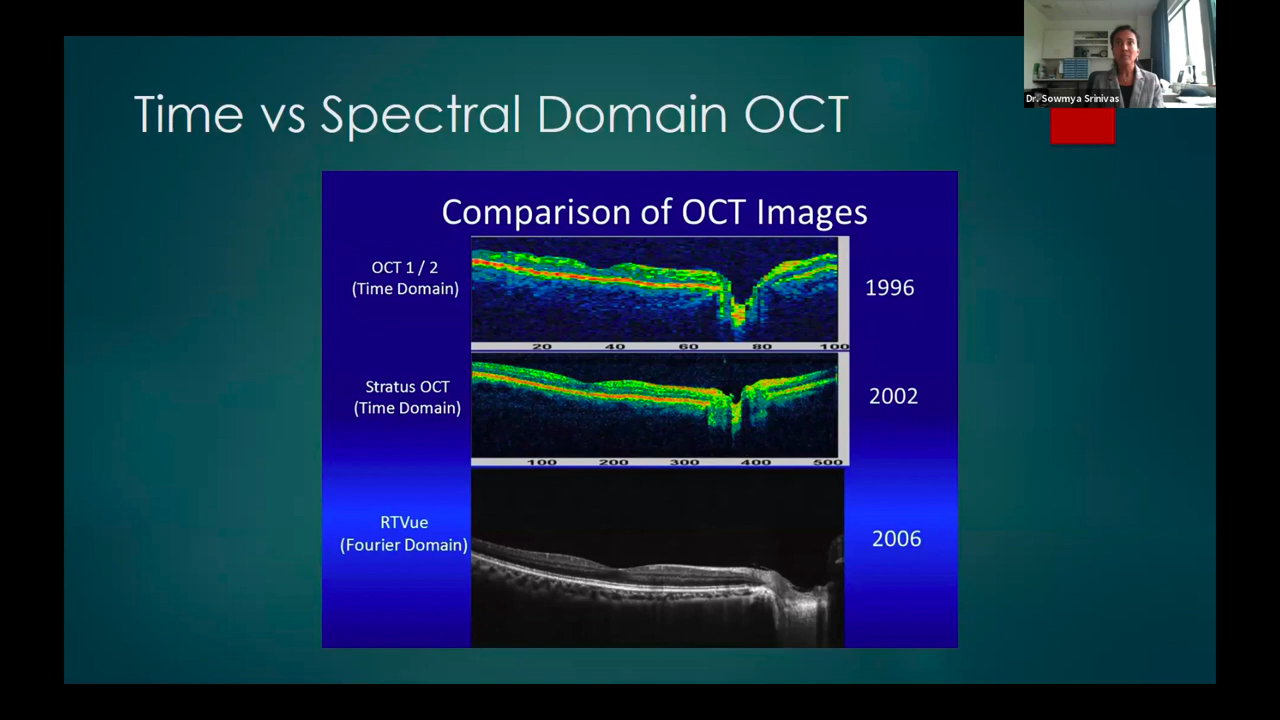 Dr. Sowmya Srinivas
Time vs Spectral Domain OCT
Comparison of OCT Images
OCT 1 / 2
(Time Domain)
1996
20 40 60 80 100
Stratus OCT
(Time Domain)
2002
100 200 300 400 500
RTVue
(Fourier Domain)
2006